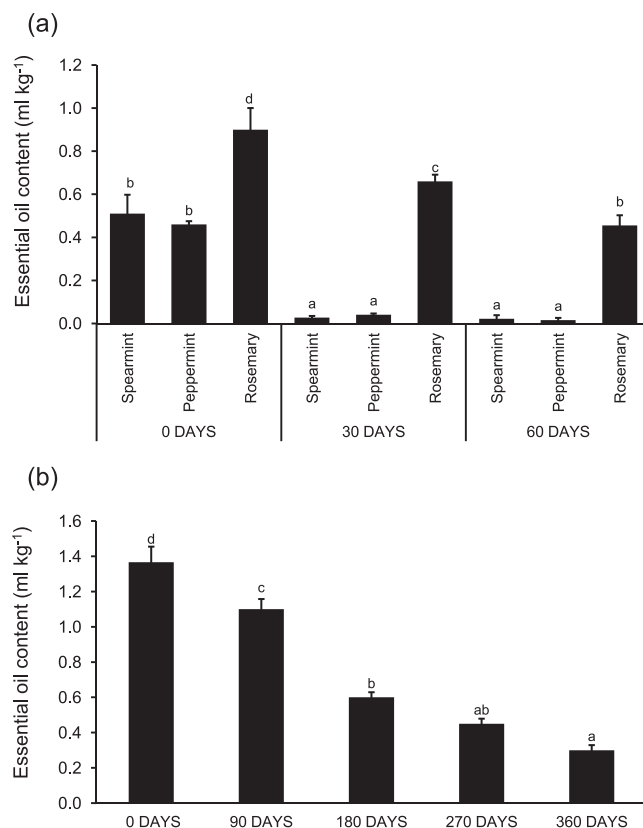 (a)
Essential oil content (ml kg⁻¹)
1.2
1.0
0.8
0.6
0.4
0.2
0.0
b
b
d
a
a
c
a
a
b
Spearmint
Peppermint
Rosemary
Spearmint
Peppermint
Rosemary
Spearmint
Peppermint
Rosemary
0 DAYS 30 DAYS 60 DAYS
(b)
Essential oil content (ml kg⁻¹)
1.6
1.4
1.2
1.0
0.8
0.6
0.4
0.2
0.0
d
c
b
ab
a
0 DAYS 90 DAYS 180 DAYS 270 DAYS 360 DAYS